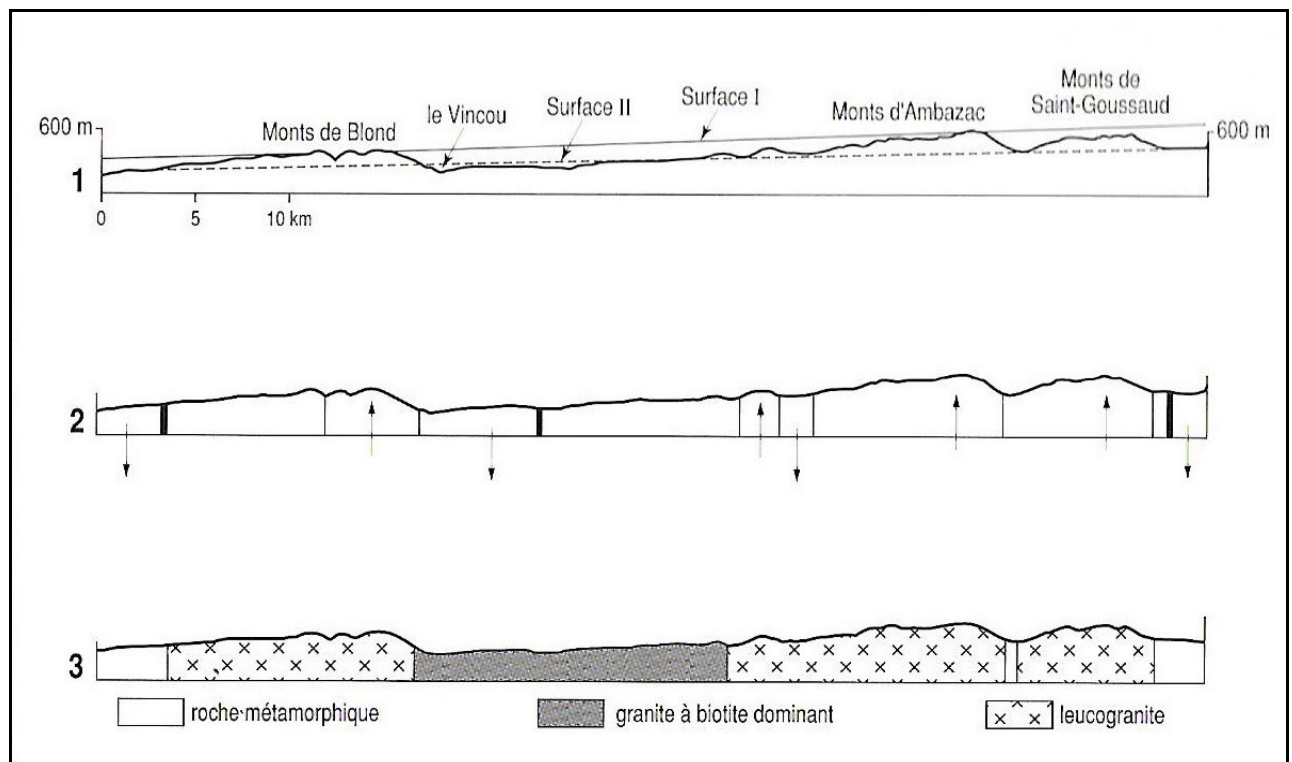 Monts de
Saint-Goussaud
Surface I
Monts d'Ambazac
Surface II
le Vincou
Monts de Blond
600 m
600 m
1
0 5 10 km
2
3
roche métamorphique
granite à biotite dominant
leucogranite